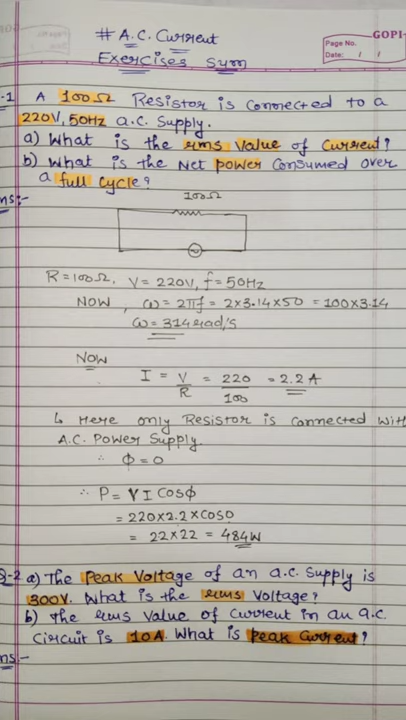 # A.C. Current
Exercises Sum
GOPI
Page No.
Date: / /
-1 A 100Ω Resistor is connected to a
220V, 50Hz a.c. Supply.
a) What is the rms Value of Current?
b) What is the Net power Consumed over
a full Cycle?
ns:-
100Ω
R=100Ω, V= 220V, f=50Hz
NOW, ω = 2πf = 2×3.14×50 = 100×3.14
ω = 314 rad/s
Now
I = V/R = 220/100 = 2.2 A
↳ Here only Resistor is connected with
A.C. Power Supply.
∴ Φ = 0
∴ P = V I Cosϕ
= 220×2.2×Cos0
= 22×22 = 484W
Q-2 a) The Peak Voltage of an a.c. Supply is
300V. What is the rms Voltage?
b) The rms Value of Current in an a.c.
Circuit is 10A. What is peak Current?
ns:-